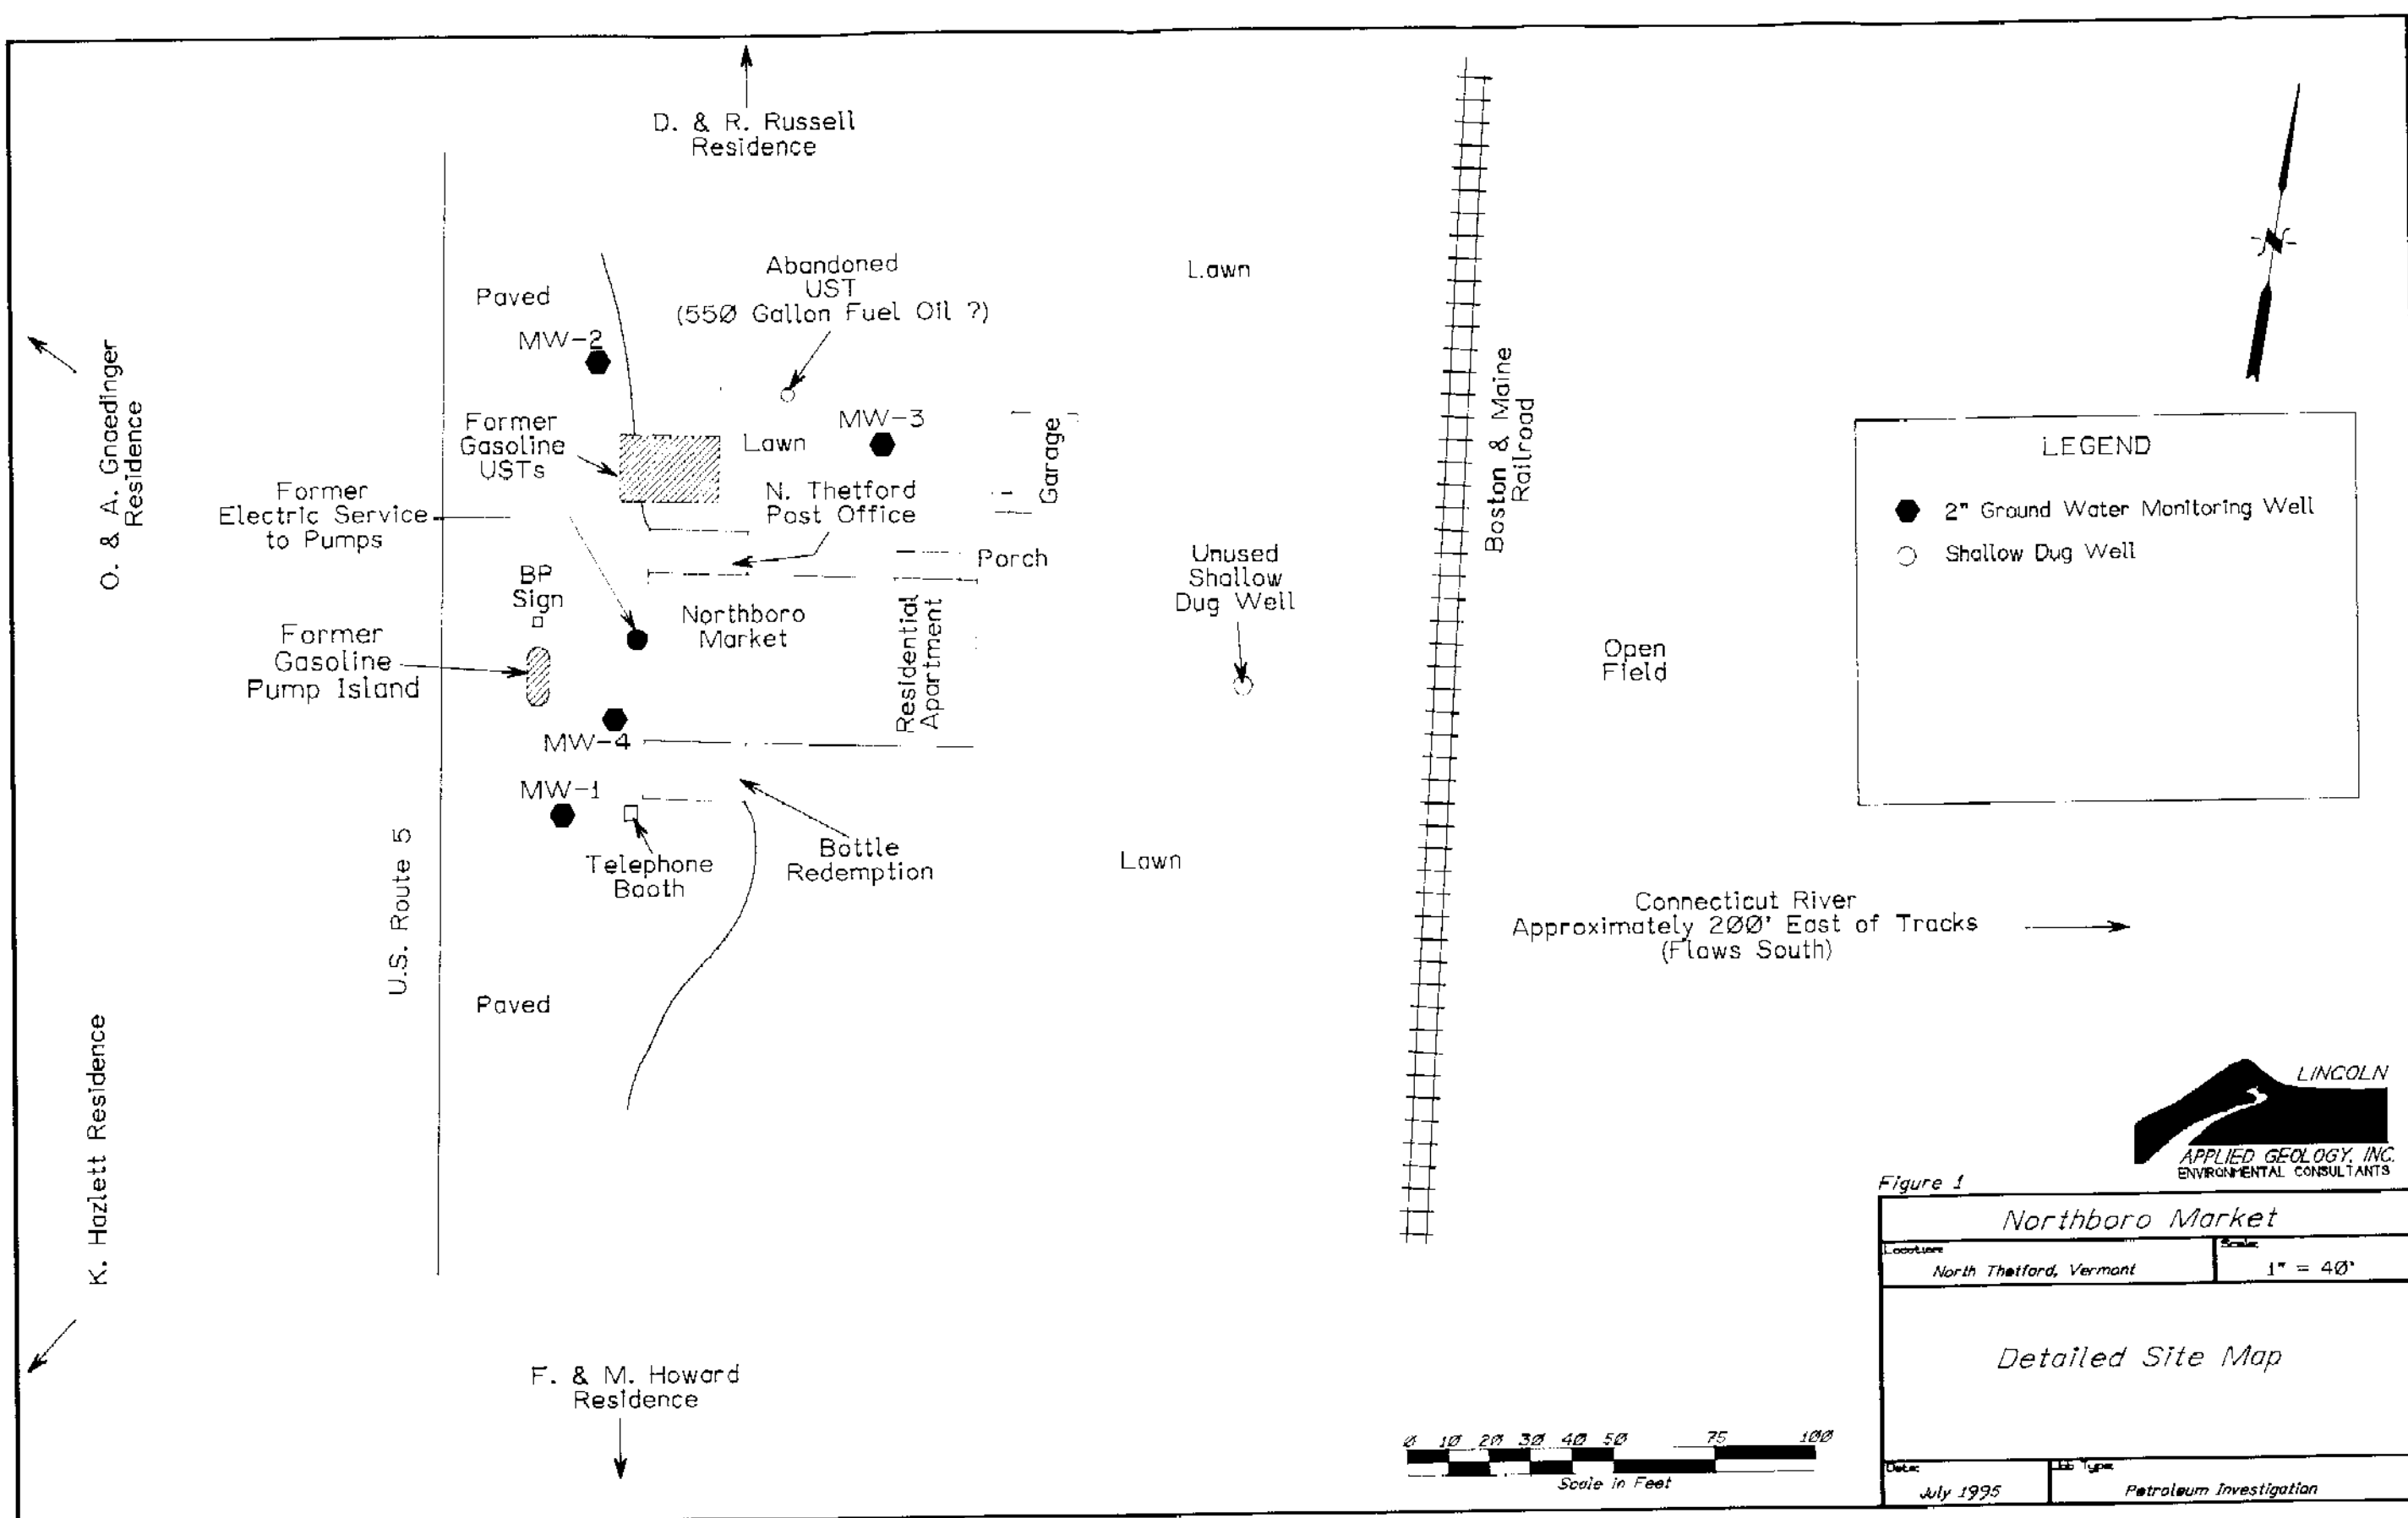 D. & R. Russell
Residence
Abandoned
UST
(550 Gallon Fuel Oil ?)
Lawn
Paved
MW-2
O. & A. Gnaedinger
Residence
Former
Gasoline
USTs
Lawn
MW-3
Garage
Boston & Maine
Railroad
LEGEND
2" Ground Water Monitoring Well
Shallow Dug Well
Former
Electric Service
to Pumps
N. Thetford
Post Office
Porch
BP
Sign
Northboro
Market
Residential
Apartment
Unused
Shallow
Dug Well
Former
Gasoline
Pump Island
Open
Field
MW-4
MW-1
Telephone
Booth
Bottle
Redemption
Lawn
U.S. Route 5
Connecticut River
Approximately 200' East of Tracks
(Flows South)
Paved
K. Hazlett Residence
F. & M. Howard
Residence
0 10 20 30 40 50 75 100
Scale in Feet
LINCOLN
APPLIED GEOLOGY, INC.
ENVIRONMENTAL CONSULTANTS
Figure 1
Northboro Market
Location:
North Thetford, Vermont
Scale:
1" = 40'
Detailed Site Map
Date:
July 1995
Job Type:
Petroleum Investigation